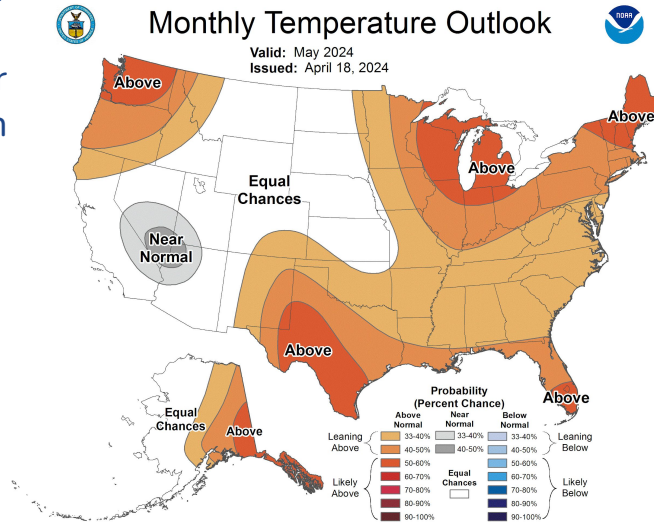 Monthly Temperature Outlook
Valid: May 2024
Issued: April 18, 2024
NOAA
Above
Above
Above
Equal
Chances
Near
Normal
Above
Above
Equal
Chances
Above
Probability
(Percent Chance)
Above
Normal
Near
Normal
Below
Normal
Leaning
Above
33-40%
33-40%
33-40%
Leaning
Below
40-50%
40-50%
40-50%
Likely
Above
50-60%
60-70%
70-80%
80-90%
90-100%
Equal
Chances
50-60%
60-70%
70-80%
80-90%
90-100%
Likely
Below